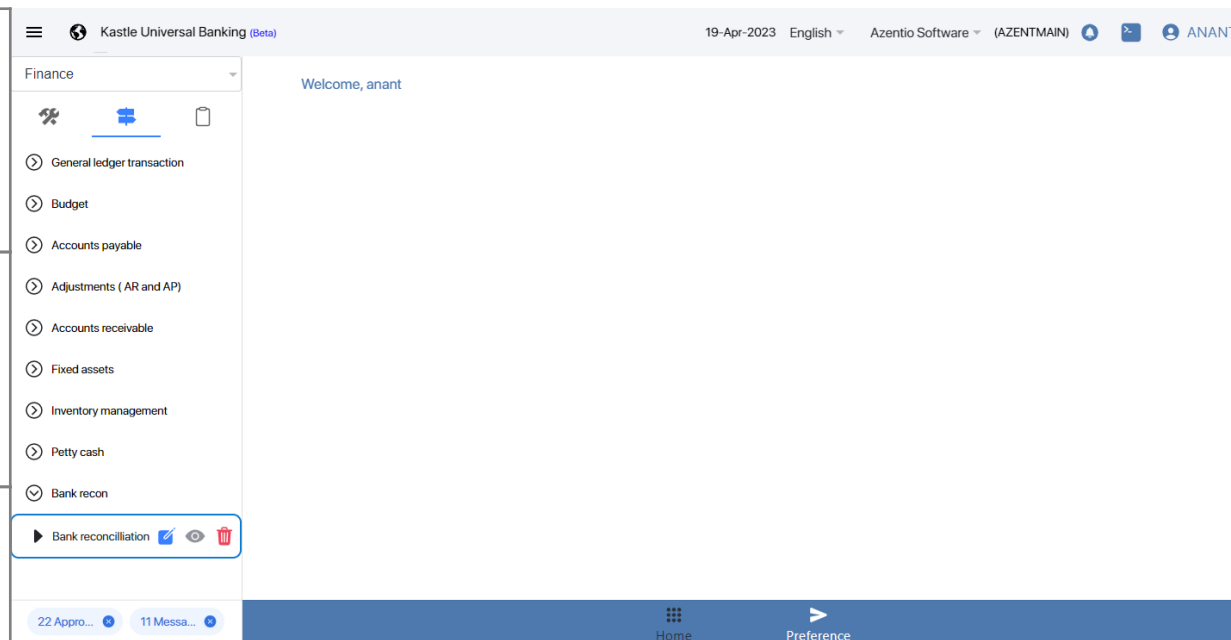 Kastle Universal Banking (Beta)
19-Apr-2023 English Azentio Software (AZENTMAIN) ANANT
Finance
Welcome, anant
General ledger transaction
Budget
Accounts payable
Adjustments ( AR and AP)
Accounts receivable
Fixed assets
Inventory management
Petty cash
Bank recon
Bank reconcilliation
22 Appro... 11 Messa...
Home Preference